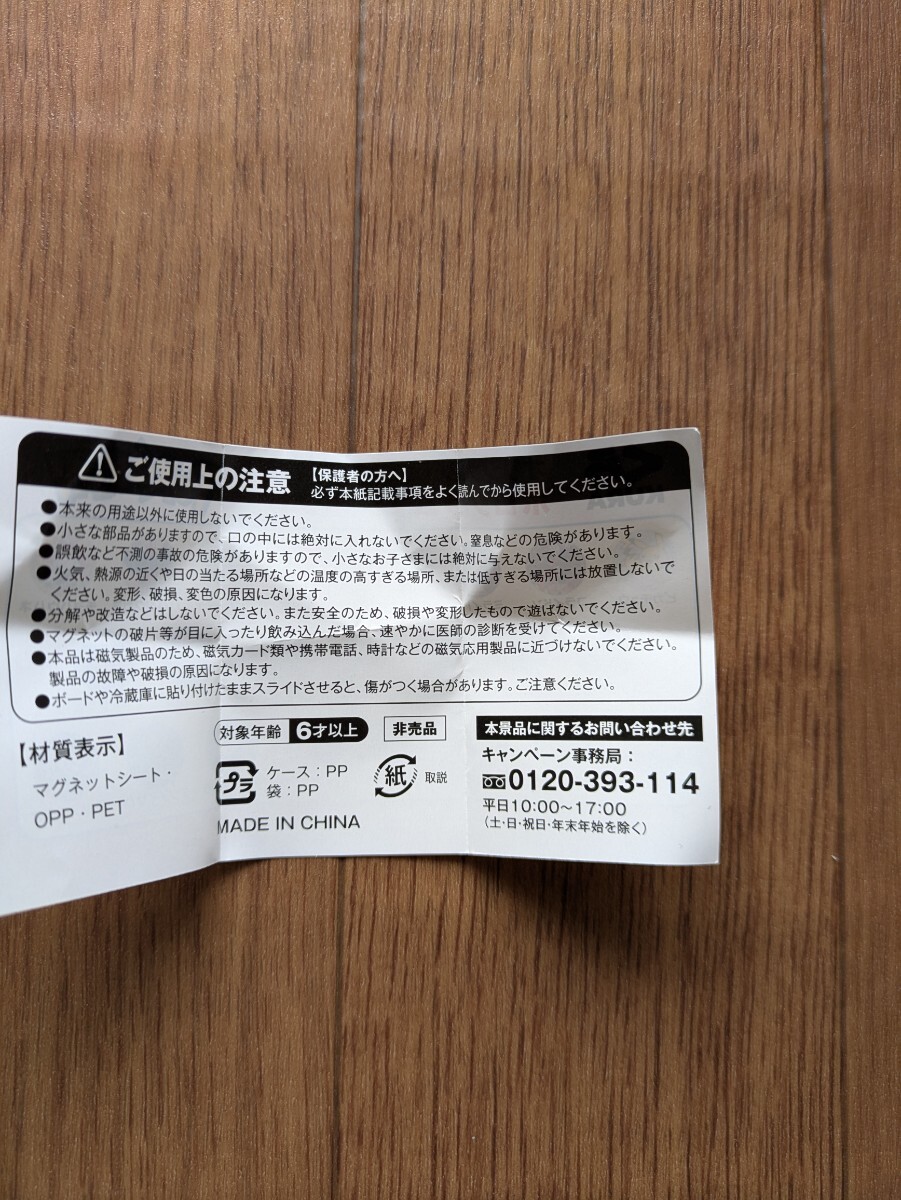 ご使用上の注意
【保護者の方へ】
必ず本紙記載事項をよく読んでから使用してください。
●本来の用途以外に使用しないでください。
●小さな部品がありますので、口の中には絶対に入れないでください。窒息などの危険があります。
●誤飲など不測の事故の危険がありますので、小さなお子さまには絶対に与えないでください。
●火気、熱源の近くや日の当たる場所などの温度の高すぎる場所、または低すぎる場所には放置しないで
ください。変形、破損、変色の原因になります。
●分解や改造などはしないでください。また安全のため、破損や変形したもので遊ばないでください。
●マグネットの破片等が目に入ったり飲み込んだ場合、速やかに医師の診断を受けてください。
●本品は磁気製品のため、磁気カード類や携帯電話、時計などの磁気応用製品に近づけないでください。
製品の故障や破損の原因になります。
●ボードや冷蔵庫に貼り付けたままスライドさせると、傷がつく場合があります。ご注意ください。
【材質表示】
マグネットシート・
OPP・PET
対象年齢 6才以上
非売品
プラ
ケース：PP
袋：PP
紙 取説
MADE IN CHINA
本景品に関するお問い合わせ先
キャンペーン事務局：
0120-393-114
平日10:00～17:00
（土・日・祝日・年末年始を除く）